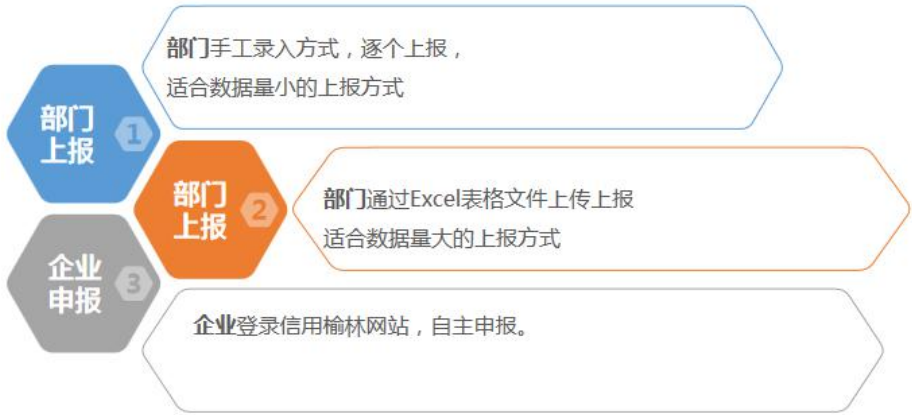 部门手工录入方式，逐个上报，
适合数据量小的上报方式
部门
上报
1
部门
上报
2
部门通过Excel表格文件上传上报
适合数据量大的上报方式
企业
申报
3
企业登录信用榆林网站，自主申报。